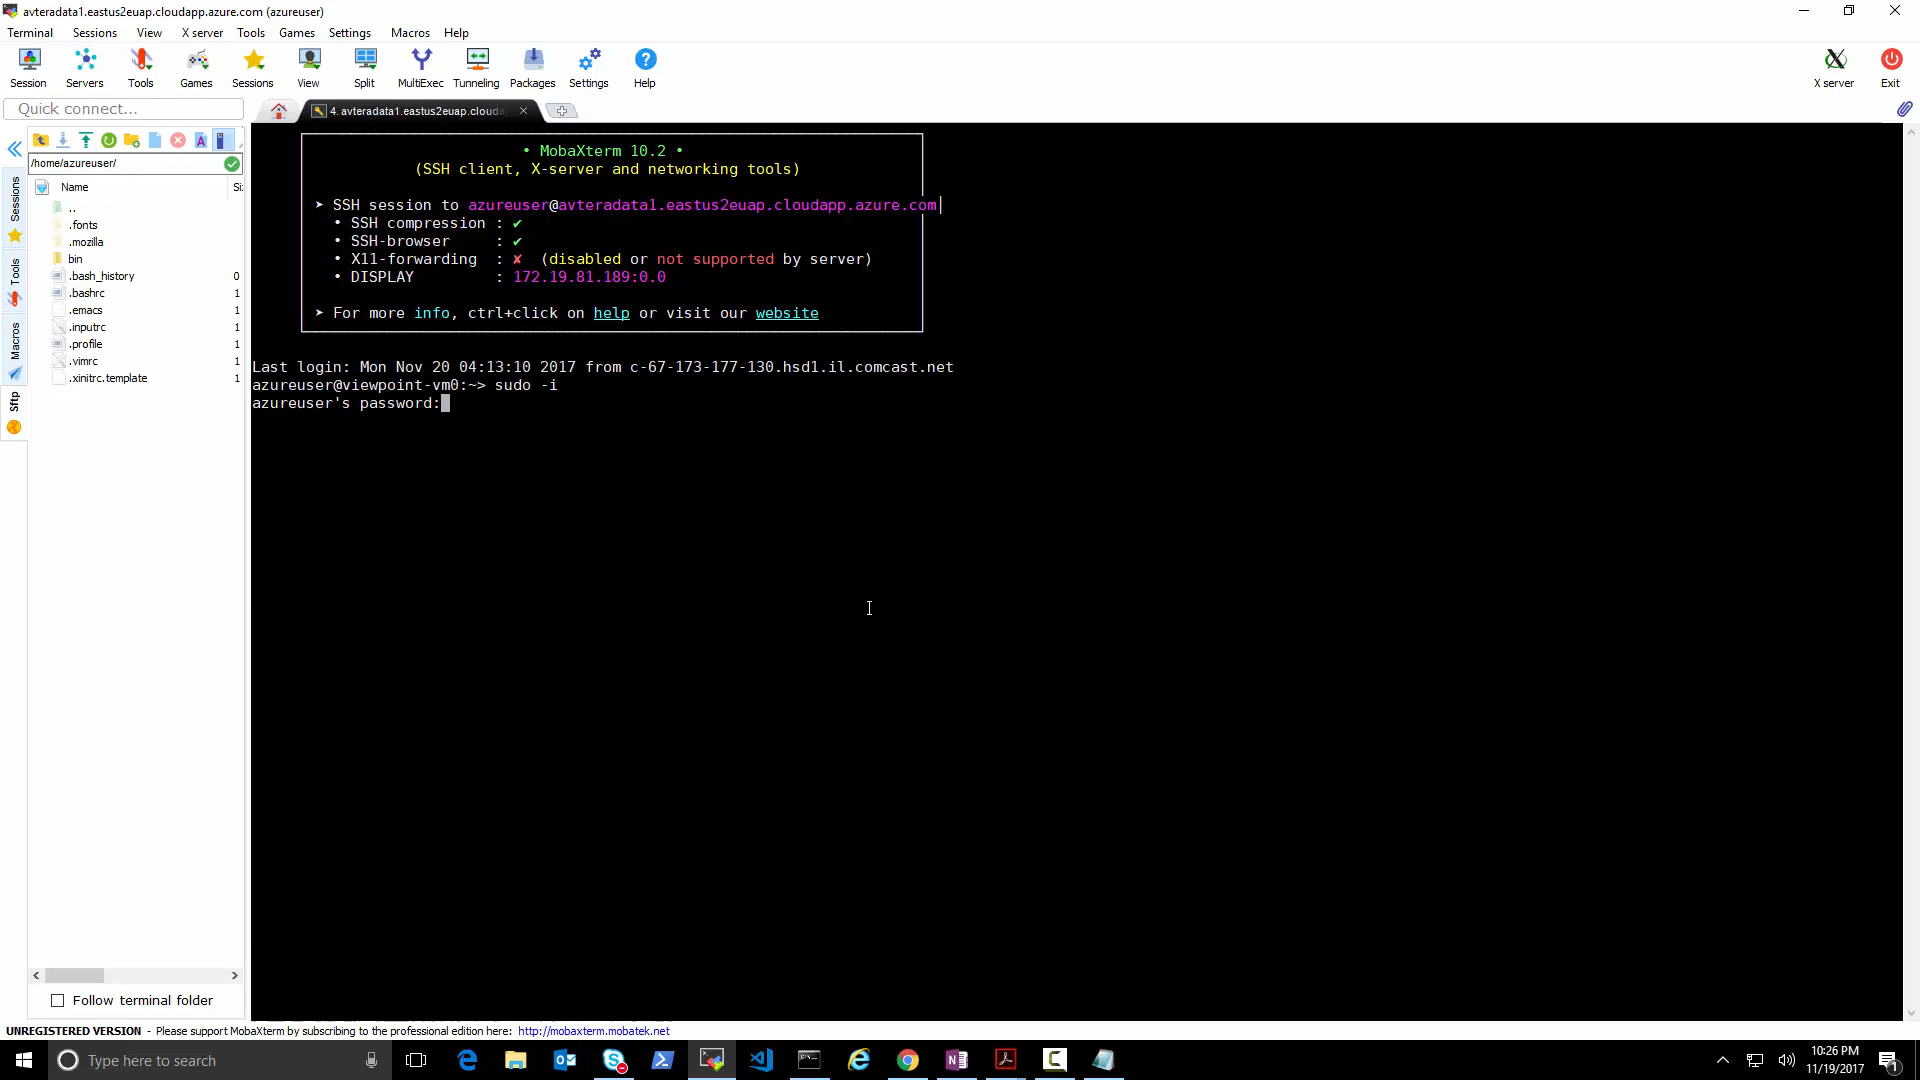 avteradata1.eastus2euap.cloudapp.azure.com (azureuser)
Terminal Sessions View X server Tools Games Settings Macros Help
Session Servers Tools Games Sessions View Split MultiExec Tunneling Packages Settings Help X server Exit
Quick connect...
4. avteradata1.eastus2euap.clouda
/home/azureuser/
Name Si
..
.fonts
.mozilla
bin
.bash_history 0
.bashrc 1
.emacs 1
.inputrc 1
.profile 1
.vimrc 1
.xinitrc.template 1
Sessions
Tools
Macros
Sftp
• MobaXterm 10.2 •
(SSH client, X-server and networking tools)
➤ SSH session to azureuser@avteradata1.eastus2euap.cloudapp.azure.com
• SSH compression : ✔
• SSH-browser : ✔
• X11-forwarding : ✘ (disabled or not supported by server)
• DISPLAY : 172.19.81.189:0.0
➤ For more info, ctrl+click on help or visit our website
Last login: Mon Nov 20 04:13:10 2017 from c-67-173-177-130.hsd1.il.comcast.net
azureuser@viewpoint-vm0:~> sudo -i
azureuser's password:
Follow terminal folder
UNREGISTERED VERSION - Please support MobaXterm by subscribing to the professional edition here: http://mobaxterm.mobatek.net
Type here to search
10:26 PM
11/19/2017
1